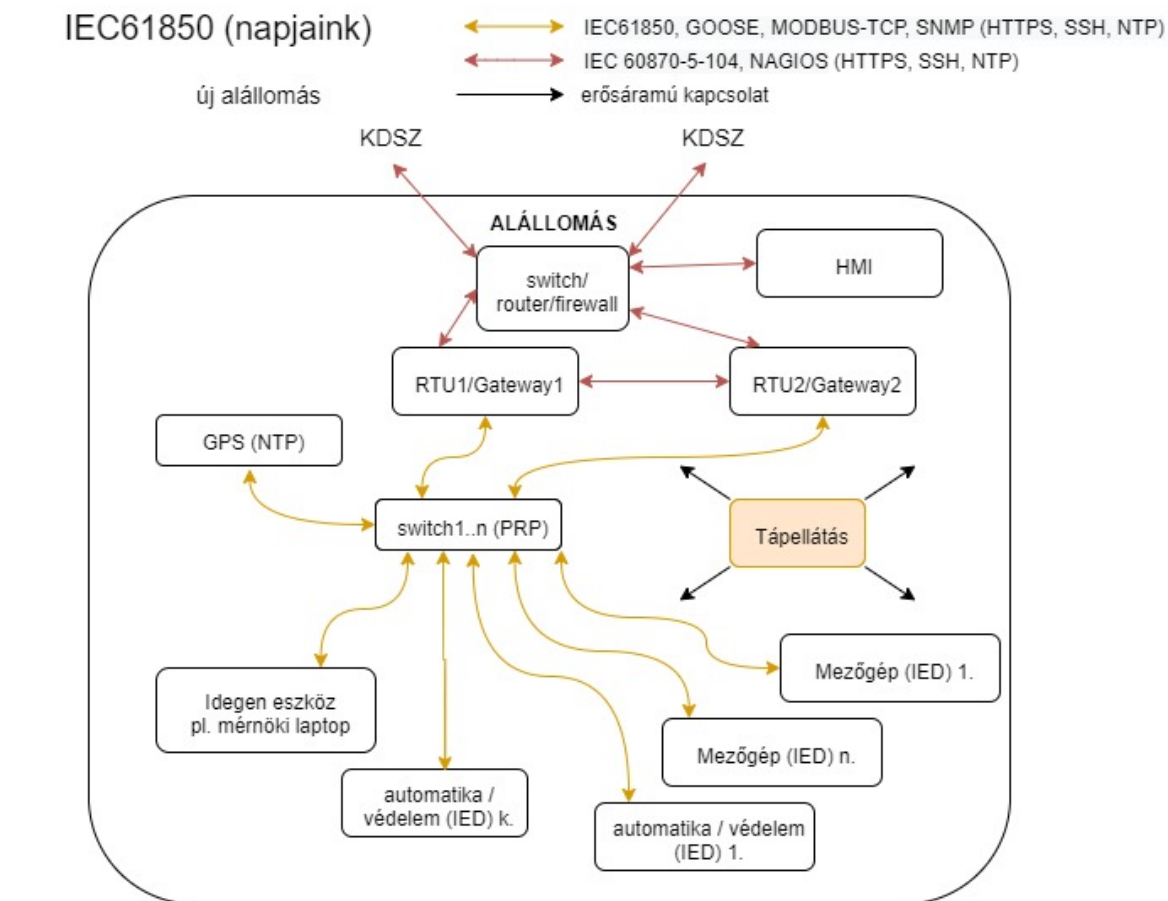 IEC61850 (napjaink)
IEC61850, GOOSE, MODBUS-TCP, SNMP (HTTPS, SSH, NTP)
IEC 60870-5-104, NAGIOS (HTTPS, SSH, NTP)
új alállomás
erősáramú kapcsolat
KDSZ
KDSZ
ALÁLLOMÁS
switch/
router/firewall
HMI
RTU1/Gateway1
RTU2/Gateway2
GPS (NTP)
switch1..n (PRP)
Tápellátás
Mezőgép (IED) 1.
Idegen eszköz
pl. mérnöki laptop
Mezőgép (IED) n.
automatika /
védelem (IED) k.
automatika / védelem
(IED) 1.